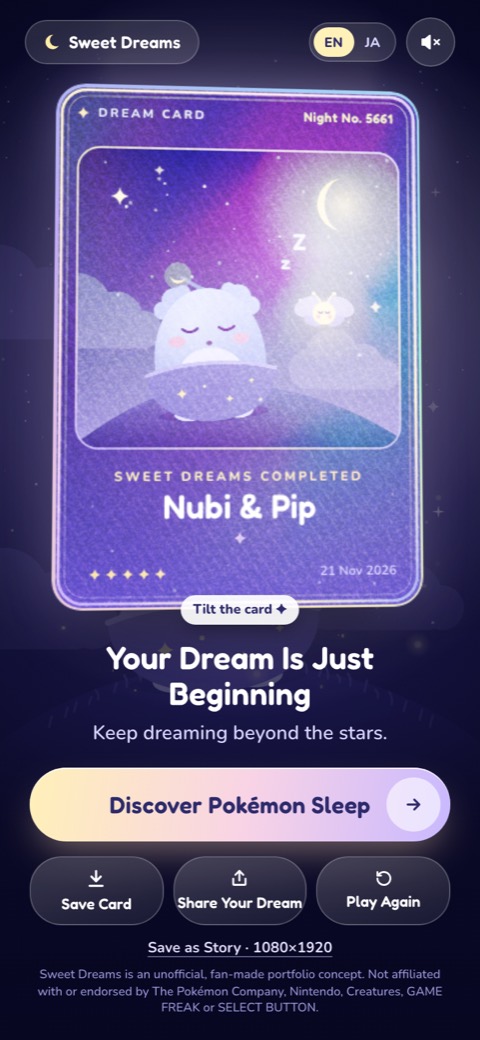 Sweet Dreams
EN JA
DREAM CARD
Night No. 5661
z
z
SWEET DREAMS COMPLETED
Nubi & Pip
21 Nov 2026
Tilt the card
Your Dream Is Just
Beginning
Keep dreaming beyond the stars.
Discover Pokémon Sleep
Save Card
Share Your Dream
Play Again
Save as Story · 1080×1920
Sweet Dreams is an unofficial, fan-made portfolio concept. Not affiliated
with or endorsed by The Pokémon Company, Nintendo, Creatures, GAME
FREAK or SELECT BUTTON.